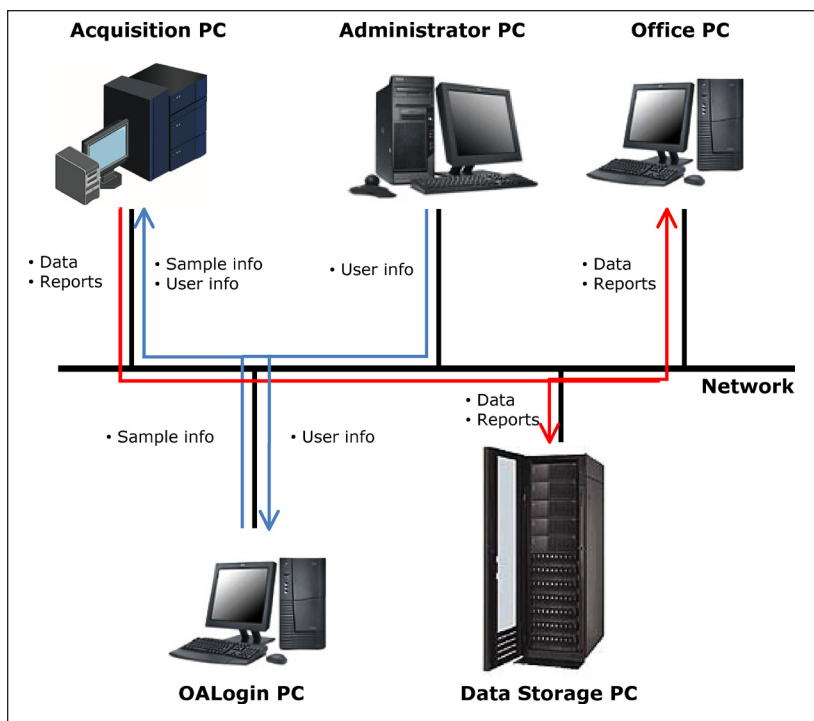 Acquisition PC
Administrator PC
Office PC
• Data
• Reports
• Sample info
• User info
• User info
• Data
• Reports
Network
• Data
• Reports
• Sample info
• User info
OALogin PC
Data Storage PC